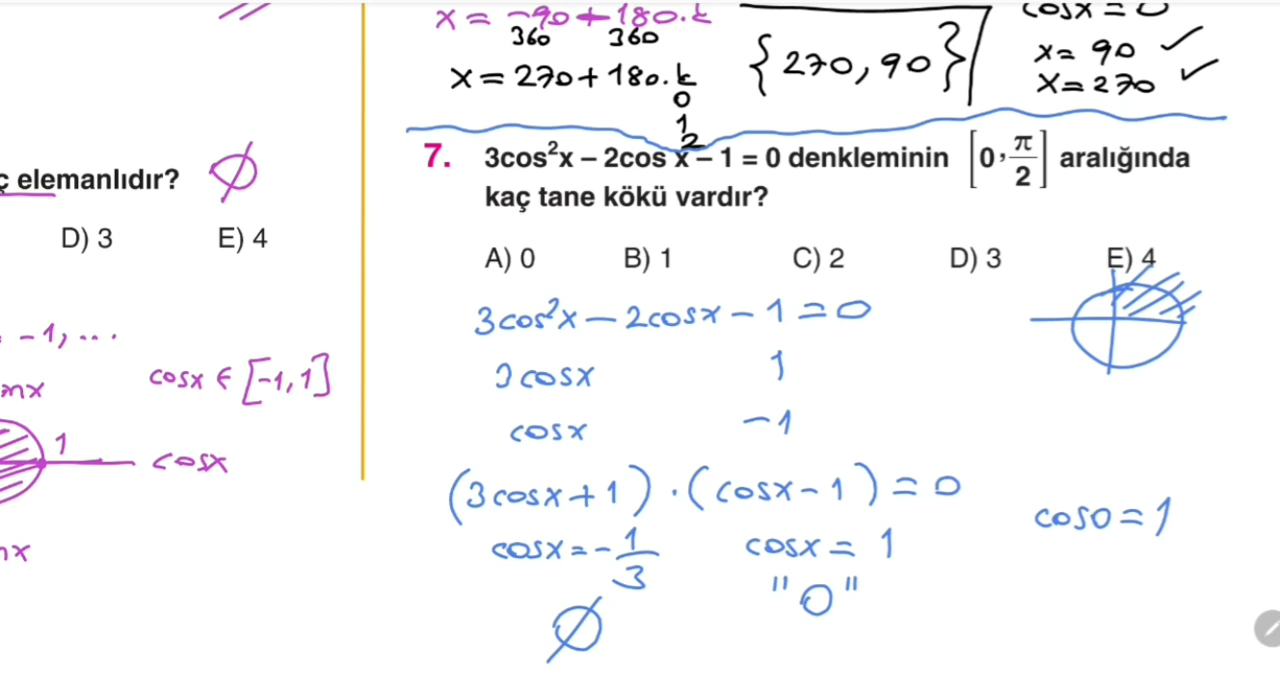 x = -90 + 180.k
360 360
x = 270 + 180.k
0
1
2
{270, 90}
cosx = 0
x = 90 ✓
x = 270 ✓
ç elemanlıdır? ∅
D) 3 E) 4
-1, ...
cosx ∈ [-1,1]
1
cosx
7. 3cos²x – 2cos x – 1 = 0 denkleminin [0, π/2] aralığında
kaç tane kökü vardır?
A) 0 B) 1 C) 2 D) 3 E) 4
3cos²x - 2cosx - 1 = 0
3cosx 1
cosx -1
(3cosx + 1) . (cosx - 1) = 0
cosx = -1/3 cosx = 1
∅ "0"
cos0 = 1